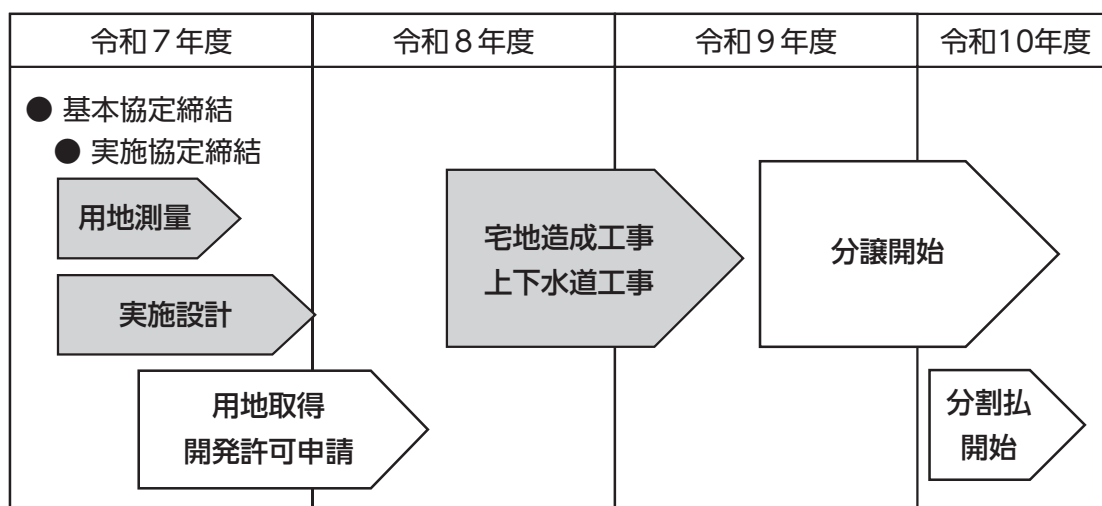 令和7年度
令和8年度
令和9年度
令和10年度
● 基本協定締結
● 実施協定締結
用地測量
実施設計
用地取得
開発許可申請
宅地造成工事
上下水道工事
分譲開始
分割払
開始